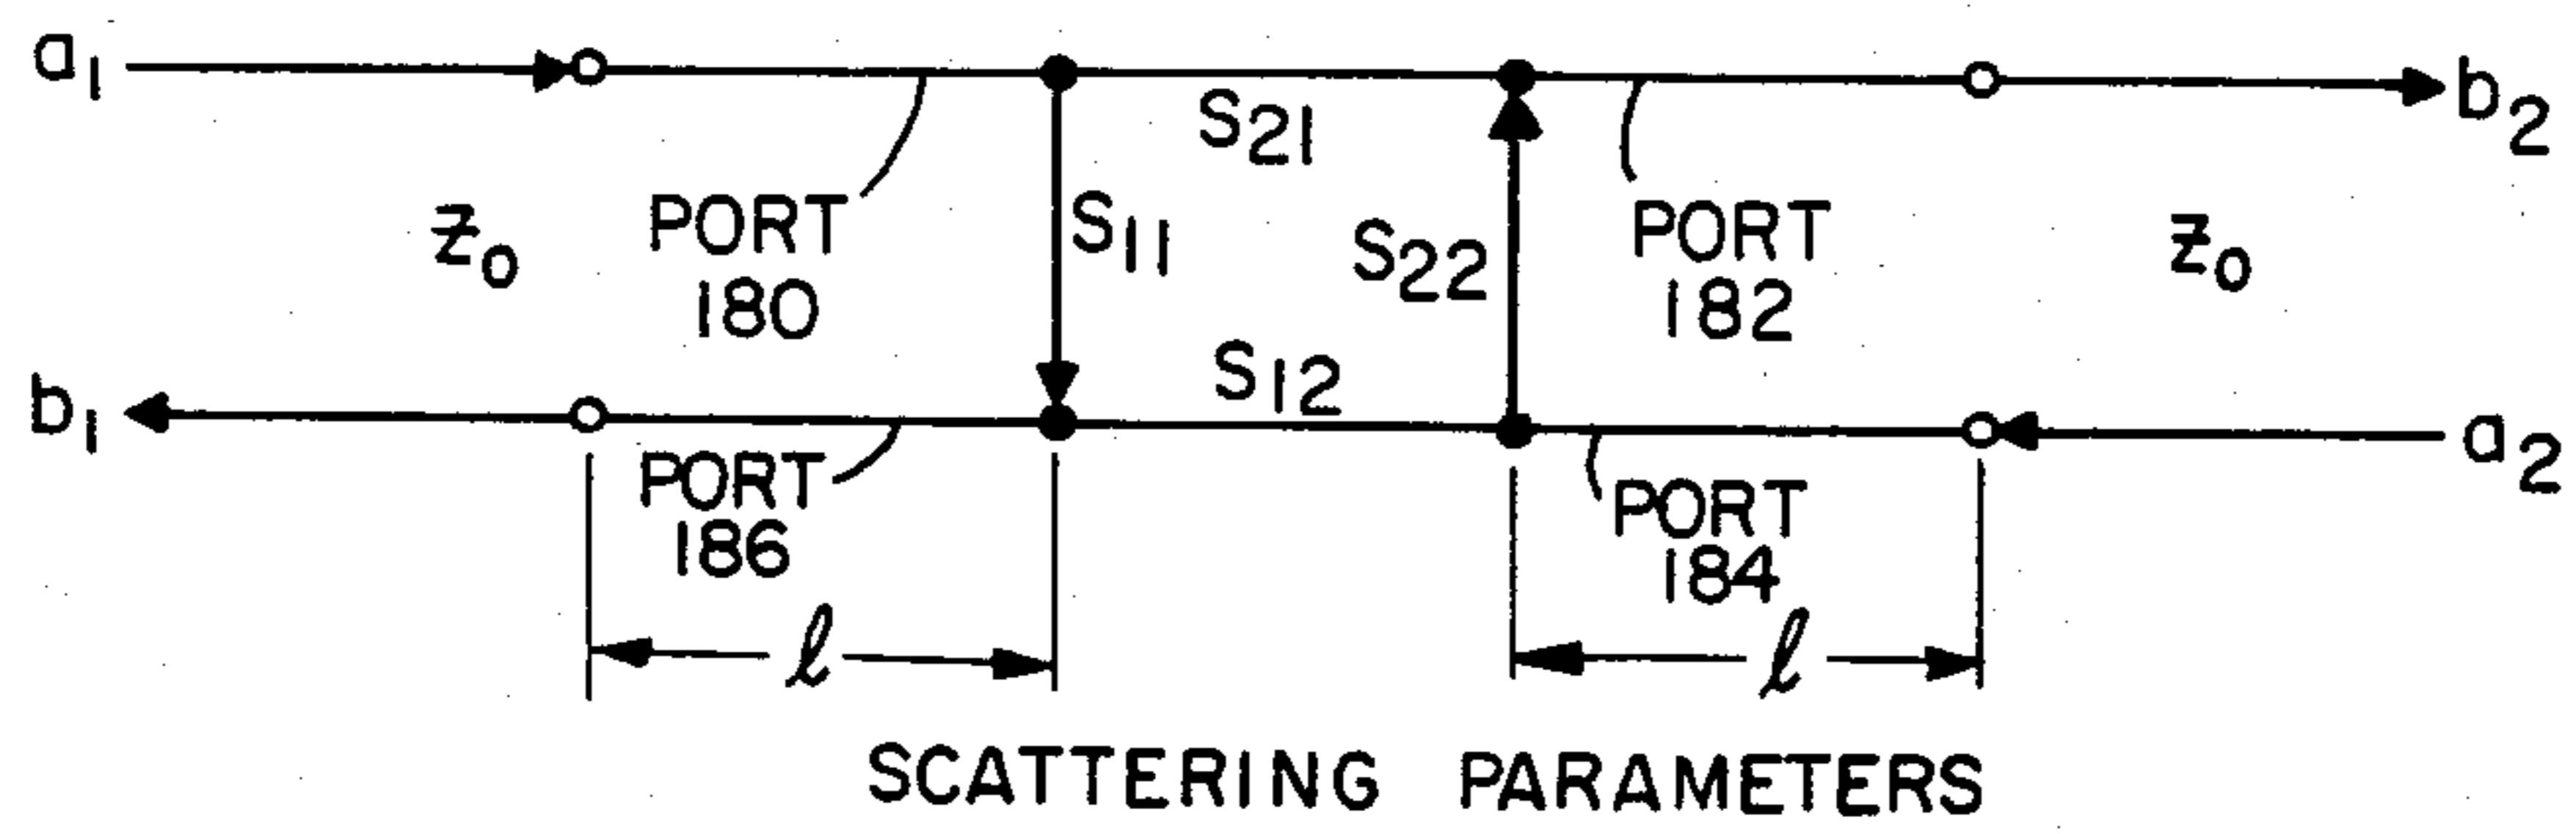 a1
b2
S21
Z0
PORT
180
S11
S22
PORT
182
Z0
b1
S12
a2
PORT
186
PORT
184
ℓ
ℓ
SCATTERING PARAMETERS